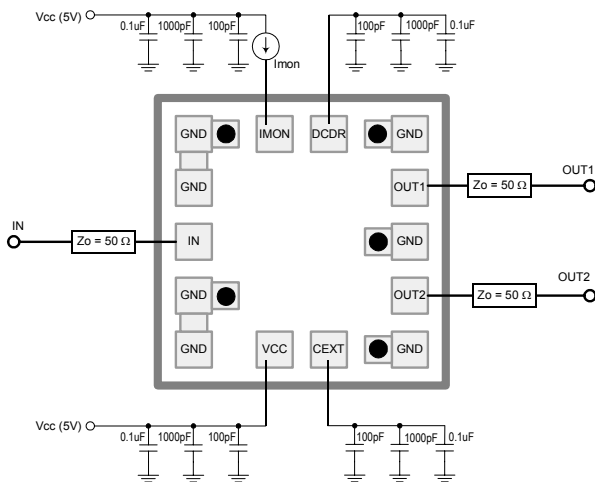 Vcc (5V)
0.1uF 1000pF 100pF
Imon
100pF 1000pF 0.1uF
GND IMON DCDR GND
GND OUT1 Zo = 50 Ω OUT1
IN Zo = 50 Ω IN GND
GND OUT2 Zo = 50 Ω OUT2
GND VCC CEXT GND
Vcc (5V)
0.1uF 1000pF 100pF
100pF 1000pF 0.1uF